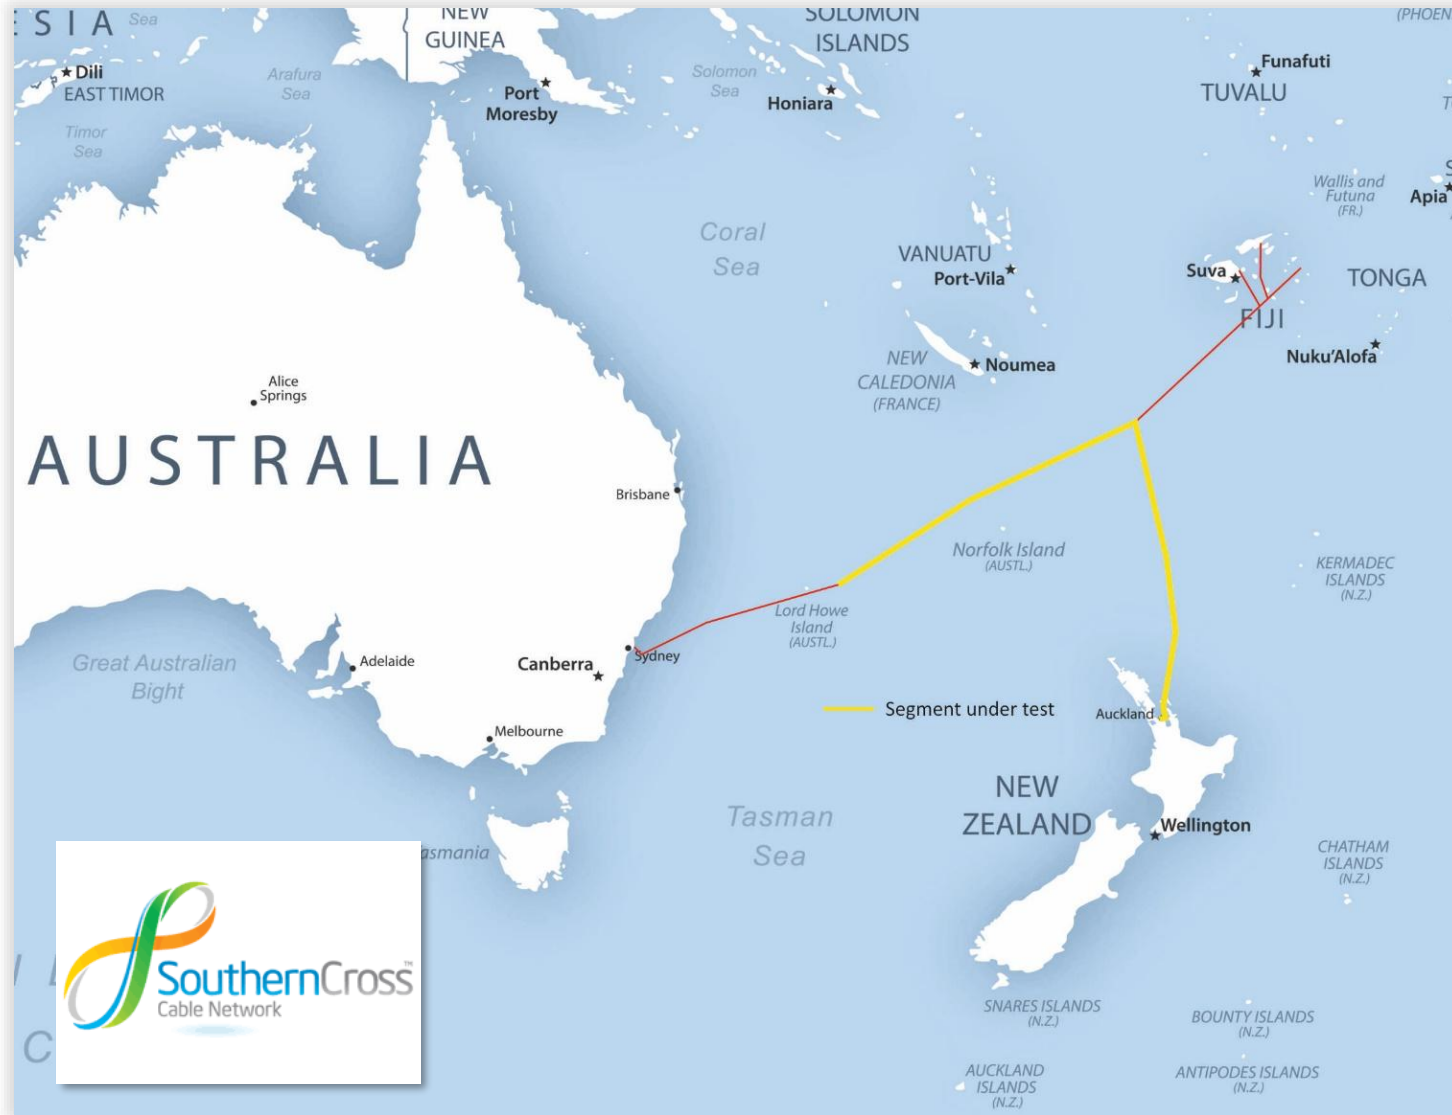 ESIA
Sea
NEW
GUINEA
SOLOMON
ISLANDS
(PHOEN
Dili
EAST TIMOR
Arafura
Sea
Timor
Sea
Port
Moresby
Solomon
Sea
Honiara
Funafuti
TUVALU
Wallis and
Futuna
(FR.)
Apia
Coral
Sea
VANUATU
Port-Vila
Suva
FIJI
TONGA
Nuku'Alofa
NEW
CALEDONIA
(FRANCE)
Noumea
Alice
Springs
AUSTRALIA
Brisbane
Norfolk Island
(AUSTL.)
KERMADEC
ISLANDS
(N.Z.)
Lord Howe
Island
(AUSTL.)
Great Australian
Bight
Adelaide
Canberra
Sydney
Melbourne
Segment under test
Auckland
NEW
ZEALAND
Wellington
Tasman
Sea
asmania
CHATHAM
ISLANDS
(N.Z.)
SouthernCross™
Cable Network
SNARES ISLANDS
(N.Z.)
BOUNTY ISLANDS
(N.Z.)
AUCKLAND
ISLANDS
(N.Z.)
ANTIPODES ISLANDS
(N.Z.)
C